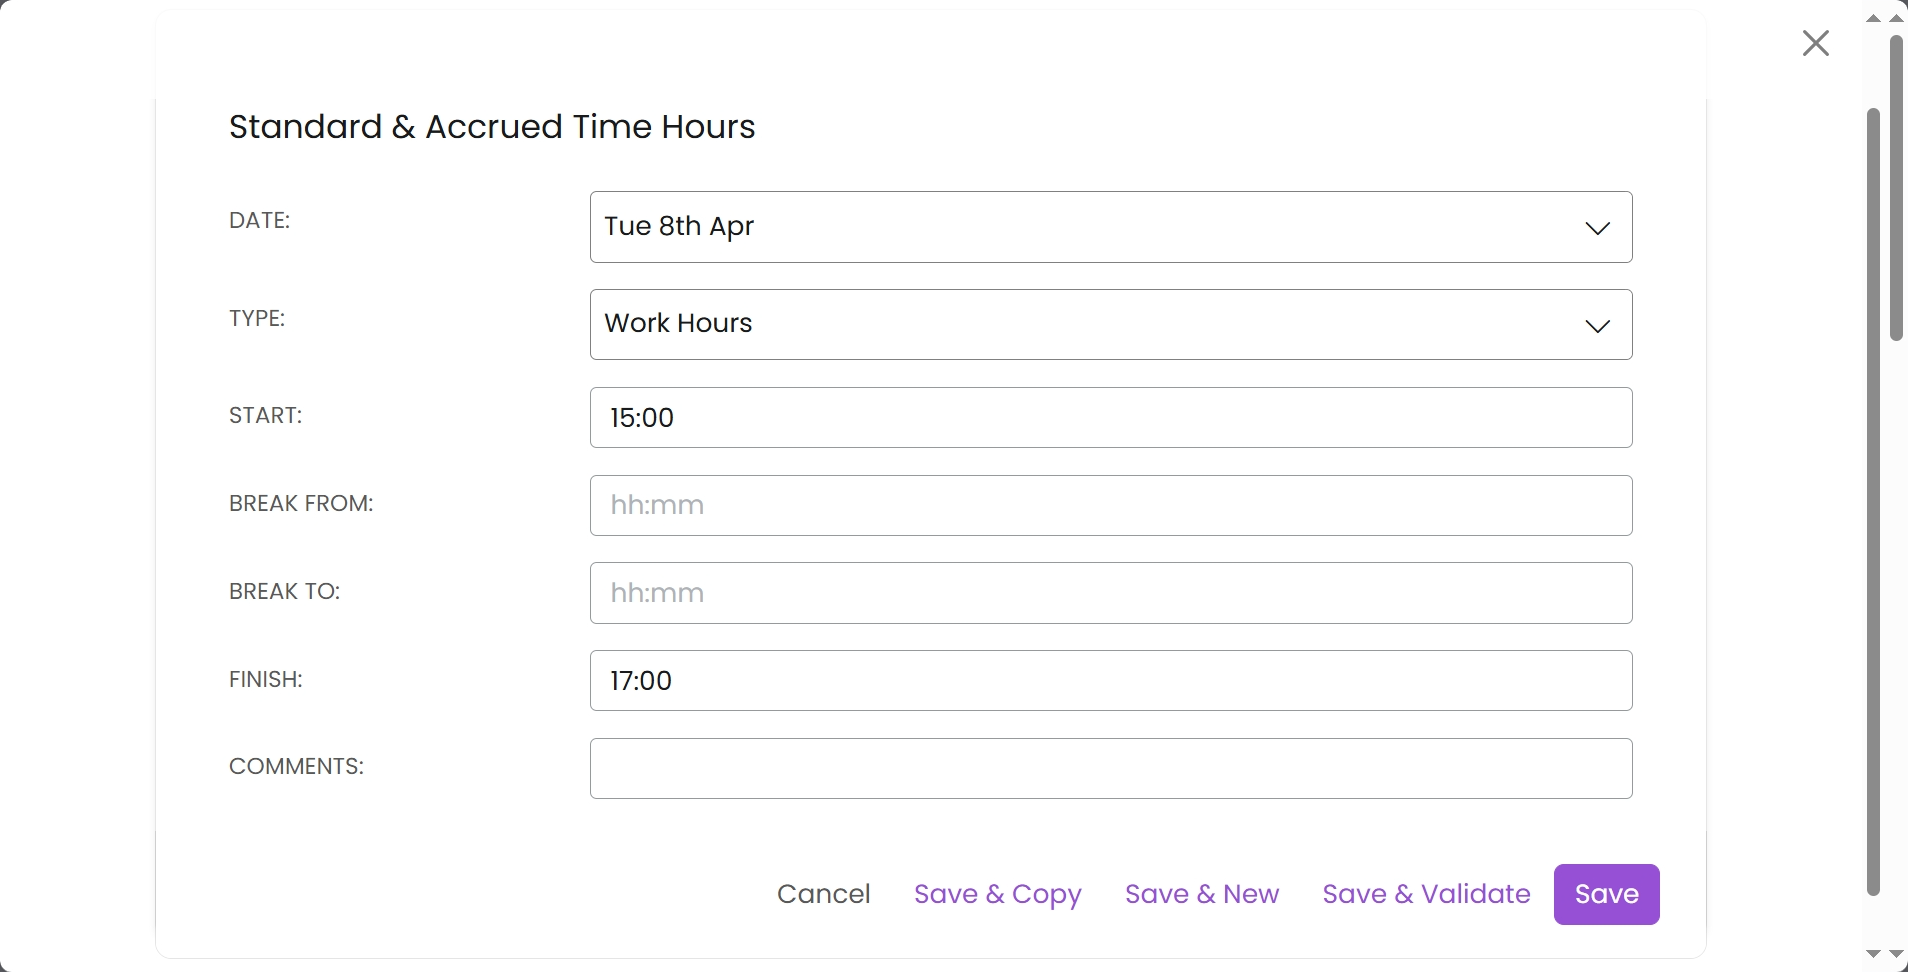 Standard & Accrued Time Hours
DATE: Tue 8th Apr
TYPE: Work Hours
START: 15:00
BREAK FROM: hh:mm
BREAK TO: hh:mm
FINISH: 17:00
COMMENTS:
Cancel Save & Copy Save & New Save & Validate Save